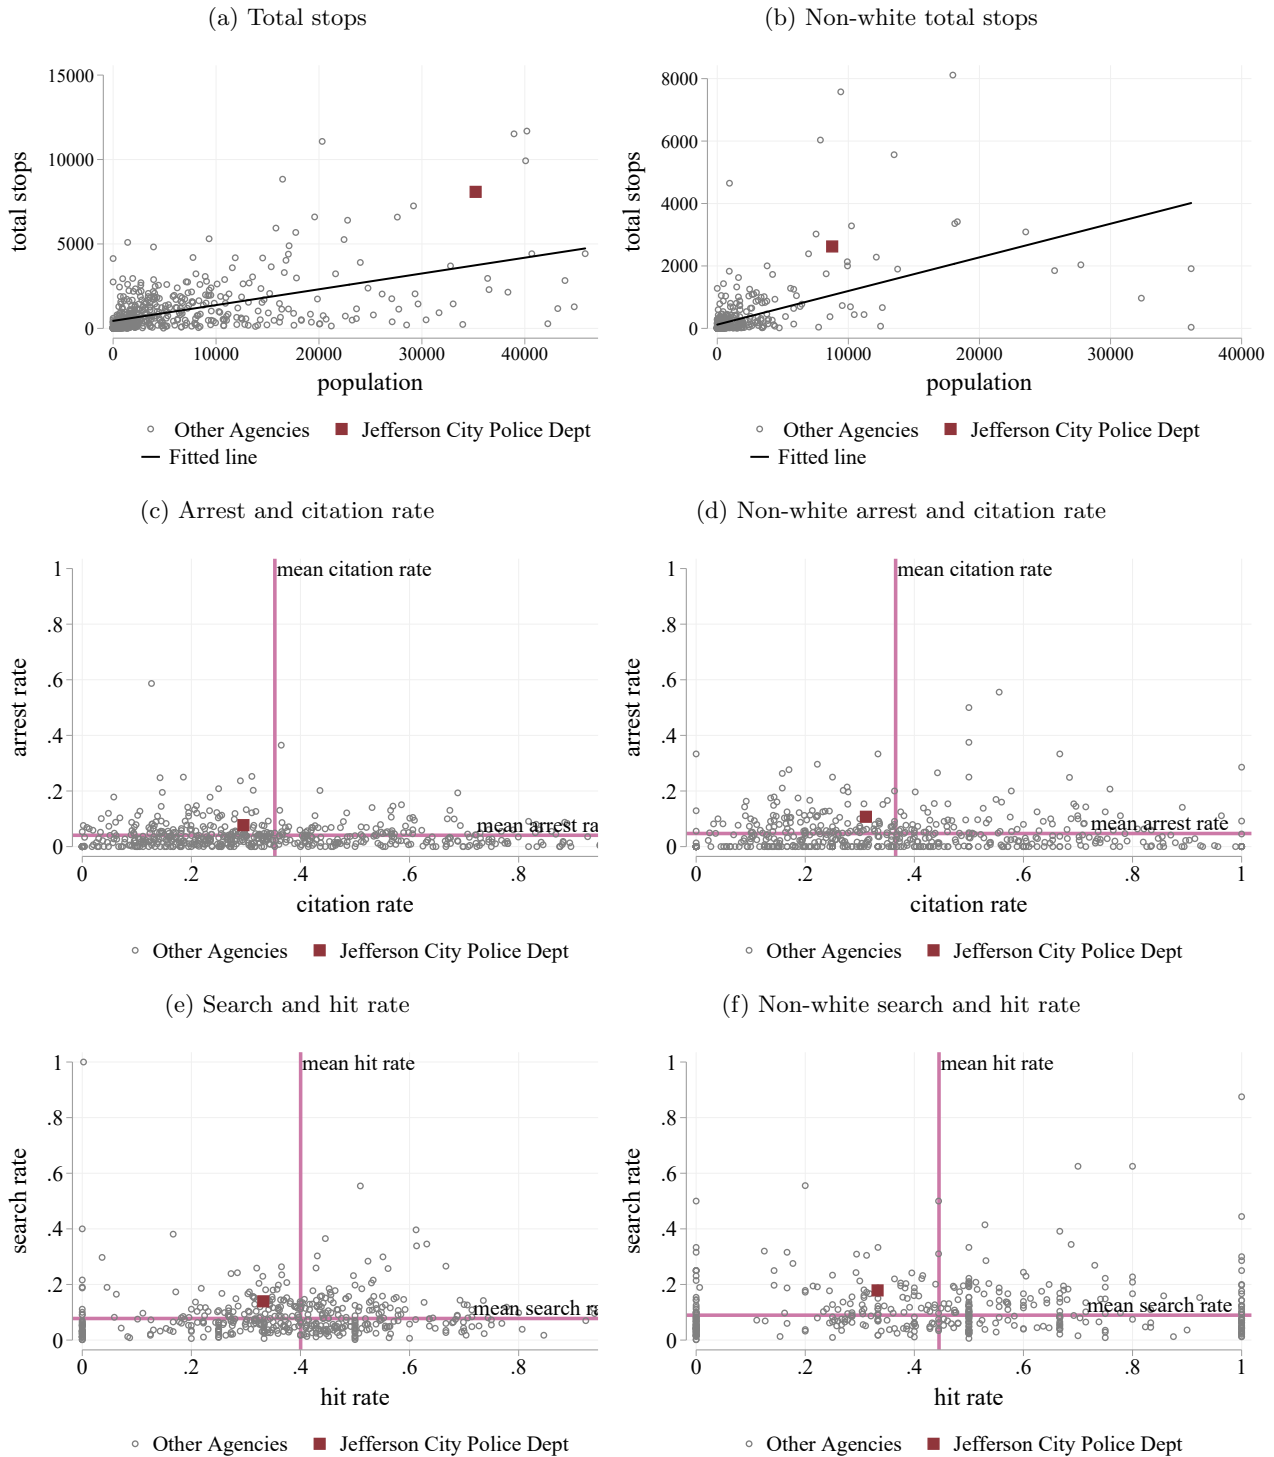 (a) Total stops
(b) Non-white total stops
15000
10000
5000
0
total stops
0 10000 20000 30000 40000
population
Other Agencies Jefferson City Police Dept
Fitted line
8000
6000
4000
2000
0
total stops
0 10000 20000 30000 40000
population
Other Agencies Jefferson City Police Dept
Fitted line
(c) Arrest and citation rate
(d) Non-white arrest and citation rate
mean citation rate
1
.8
.6
.4
.2
0
arrest rate
mean arrest ra
0 .2 .4 .6 .8
citation rate
Other Agencies Jefferson City Police Dept
mean citation rate
1
.8
.6
.4
.2
0
arrest rate
mean arrest rate
0 .2 .4 .6 .8 1
citation rate
Other Agencies Jefferson City Police Dept
(e) Search and hit rate
(f) Non-white search and hit rate
mean hit rate
1
.8
.6
.4
.2
0
search rate
mean search ra
0 .2 .4 .6 .8
hit rate
Other Agencies Jefferson City Police Dept
mean hit rate
1
.8
.6
.4
.2
0
search rate
mean search rate
0 .2 .4 .6 .8 1
hit rate
Other Agencies Jefferson City Police Dept